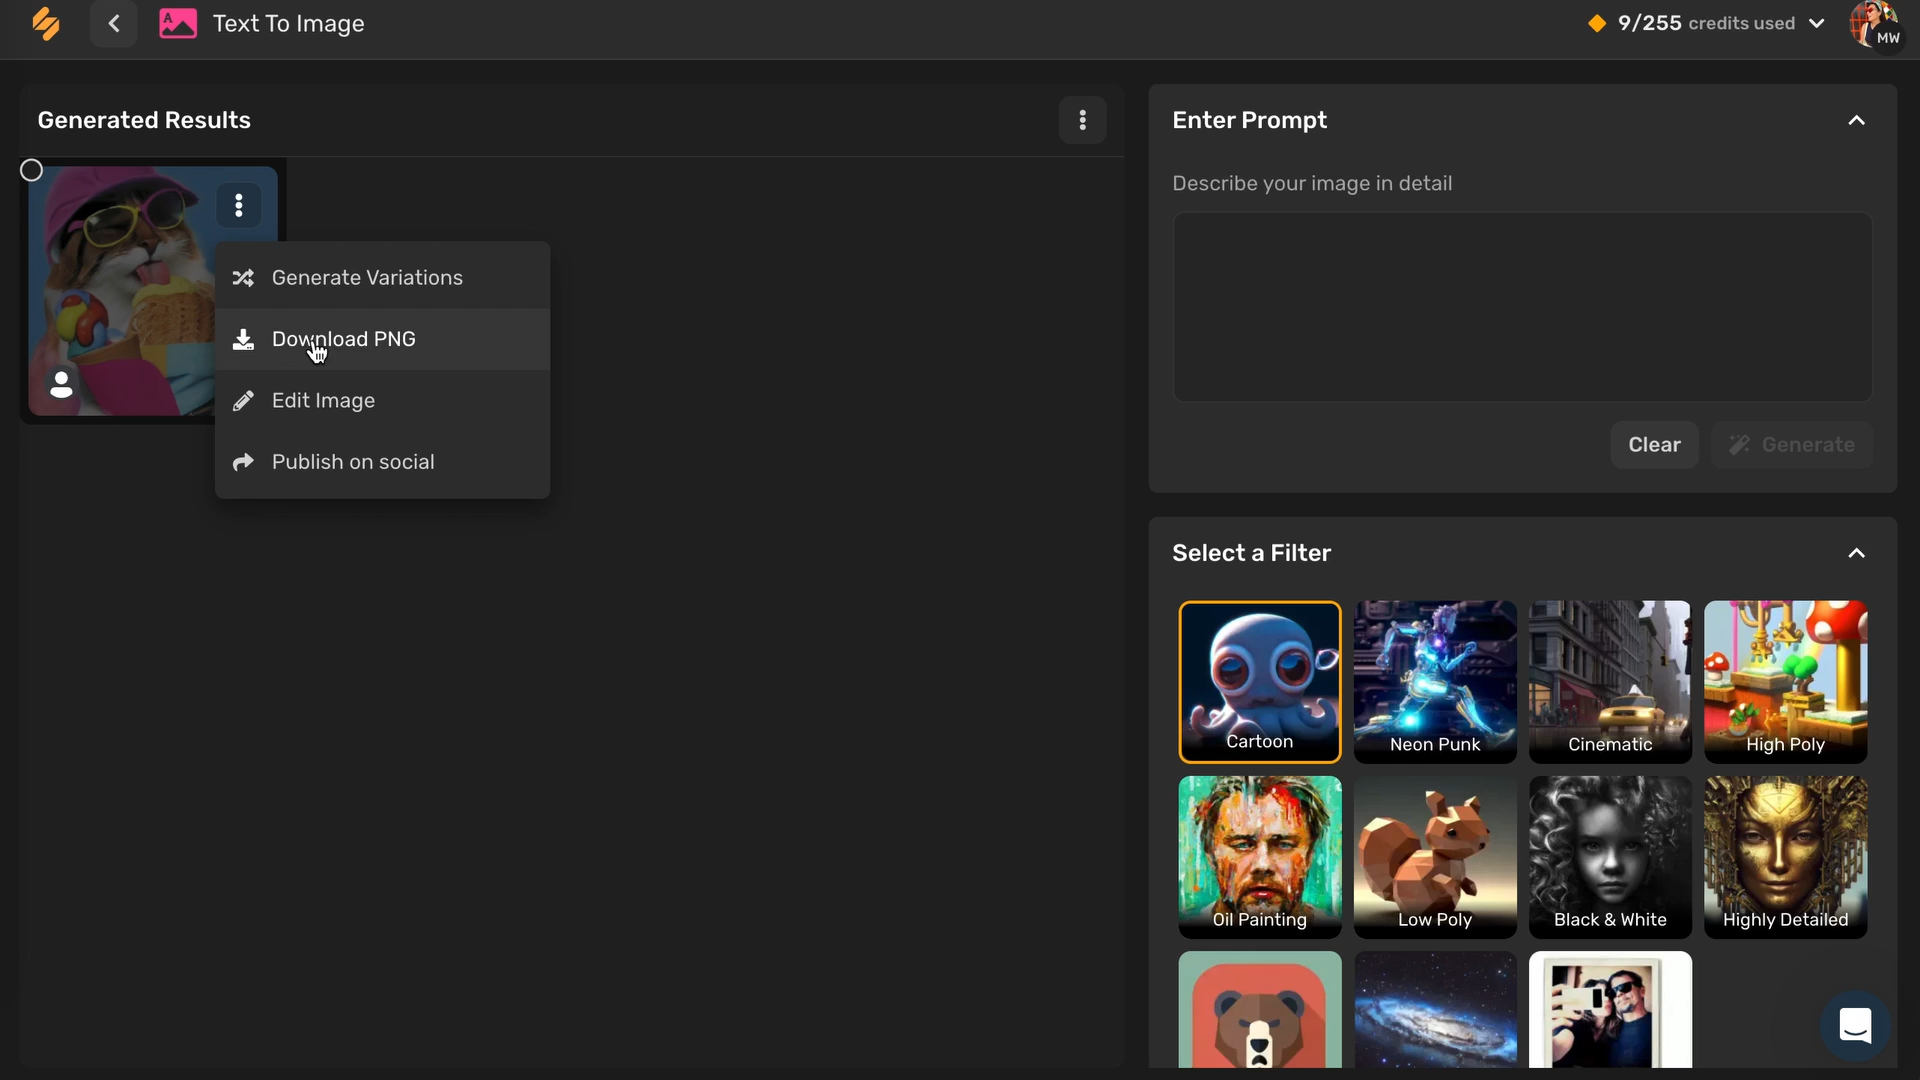 Text To Image
9/255 credits used
MW
Generated Results
Generate Variations
Download PNG
Edit Image
Publish on social
Enter Prompt
Describe your image in detail
Clear
Generate
Select a Filter
Cartoon
Neon Punk
Cinematic
High Poly
Oil Painting
Low Poly
Black & White
Highly Detailed